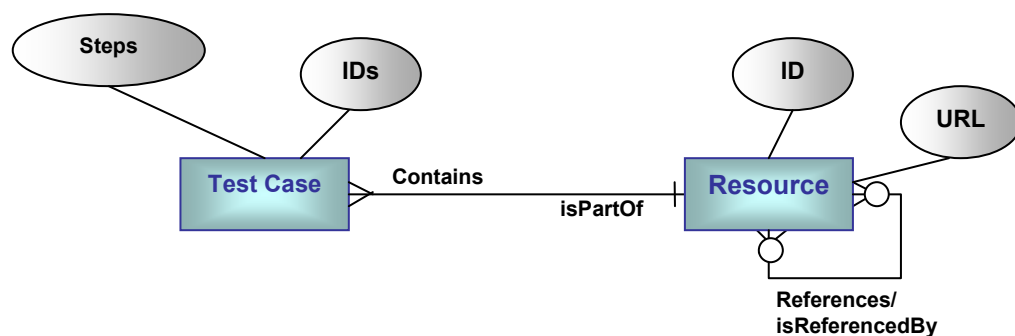 Steps
IDs
ID
URL
Test Case
Contains
isPartOf
Resource
References/
isReferencedBy